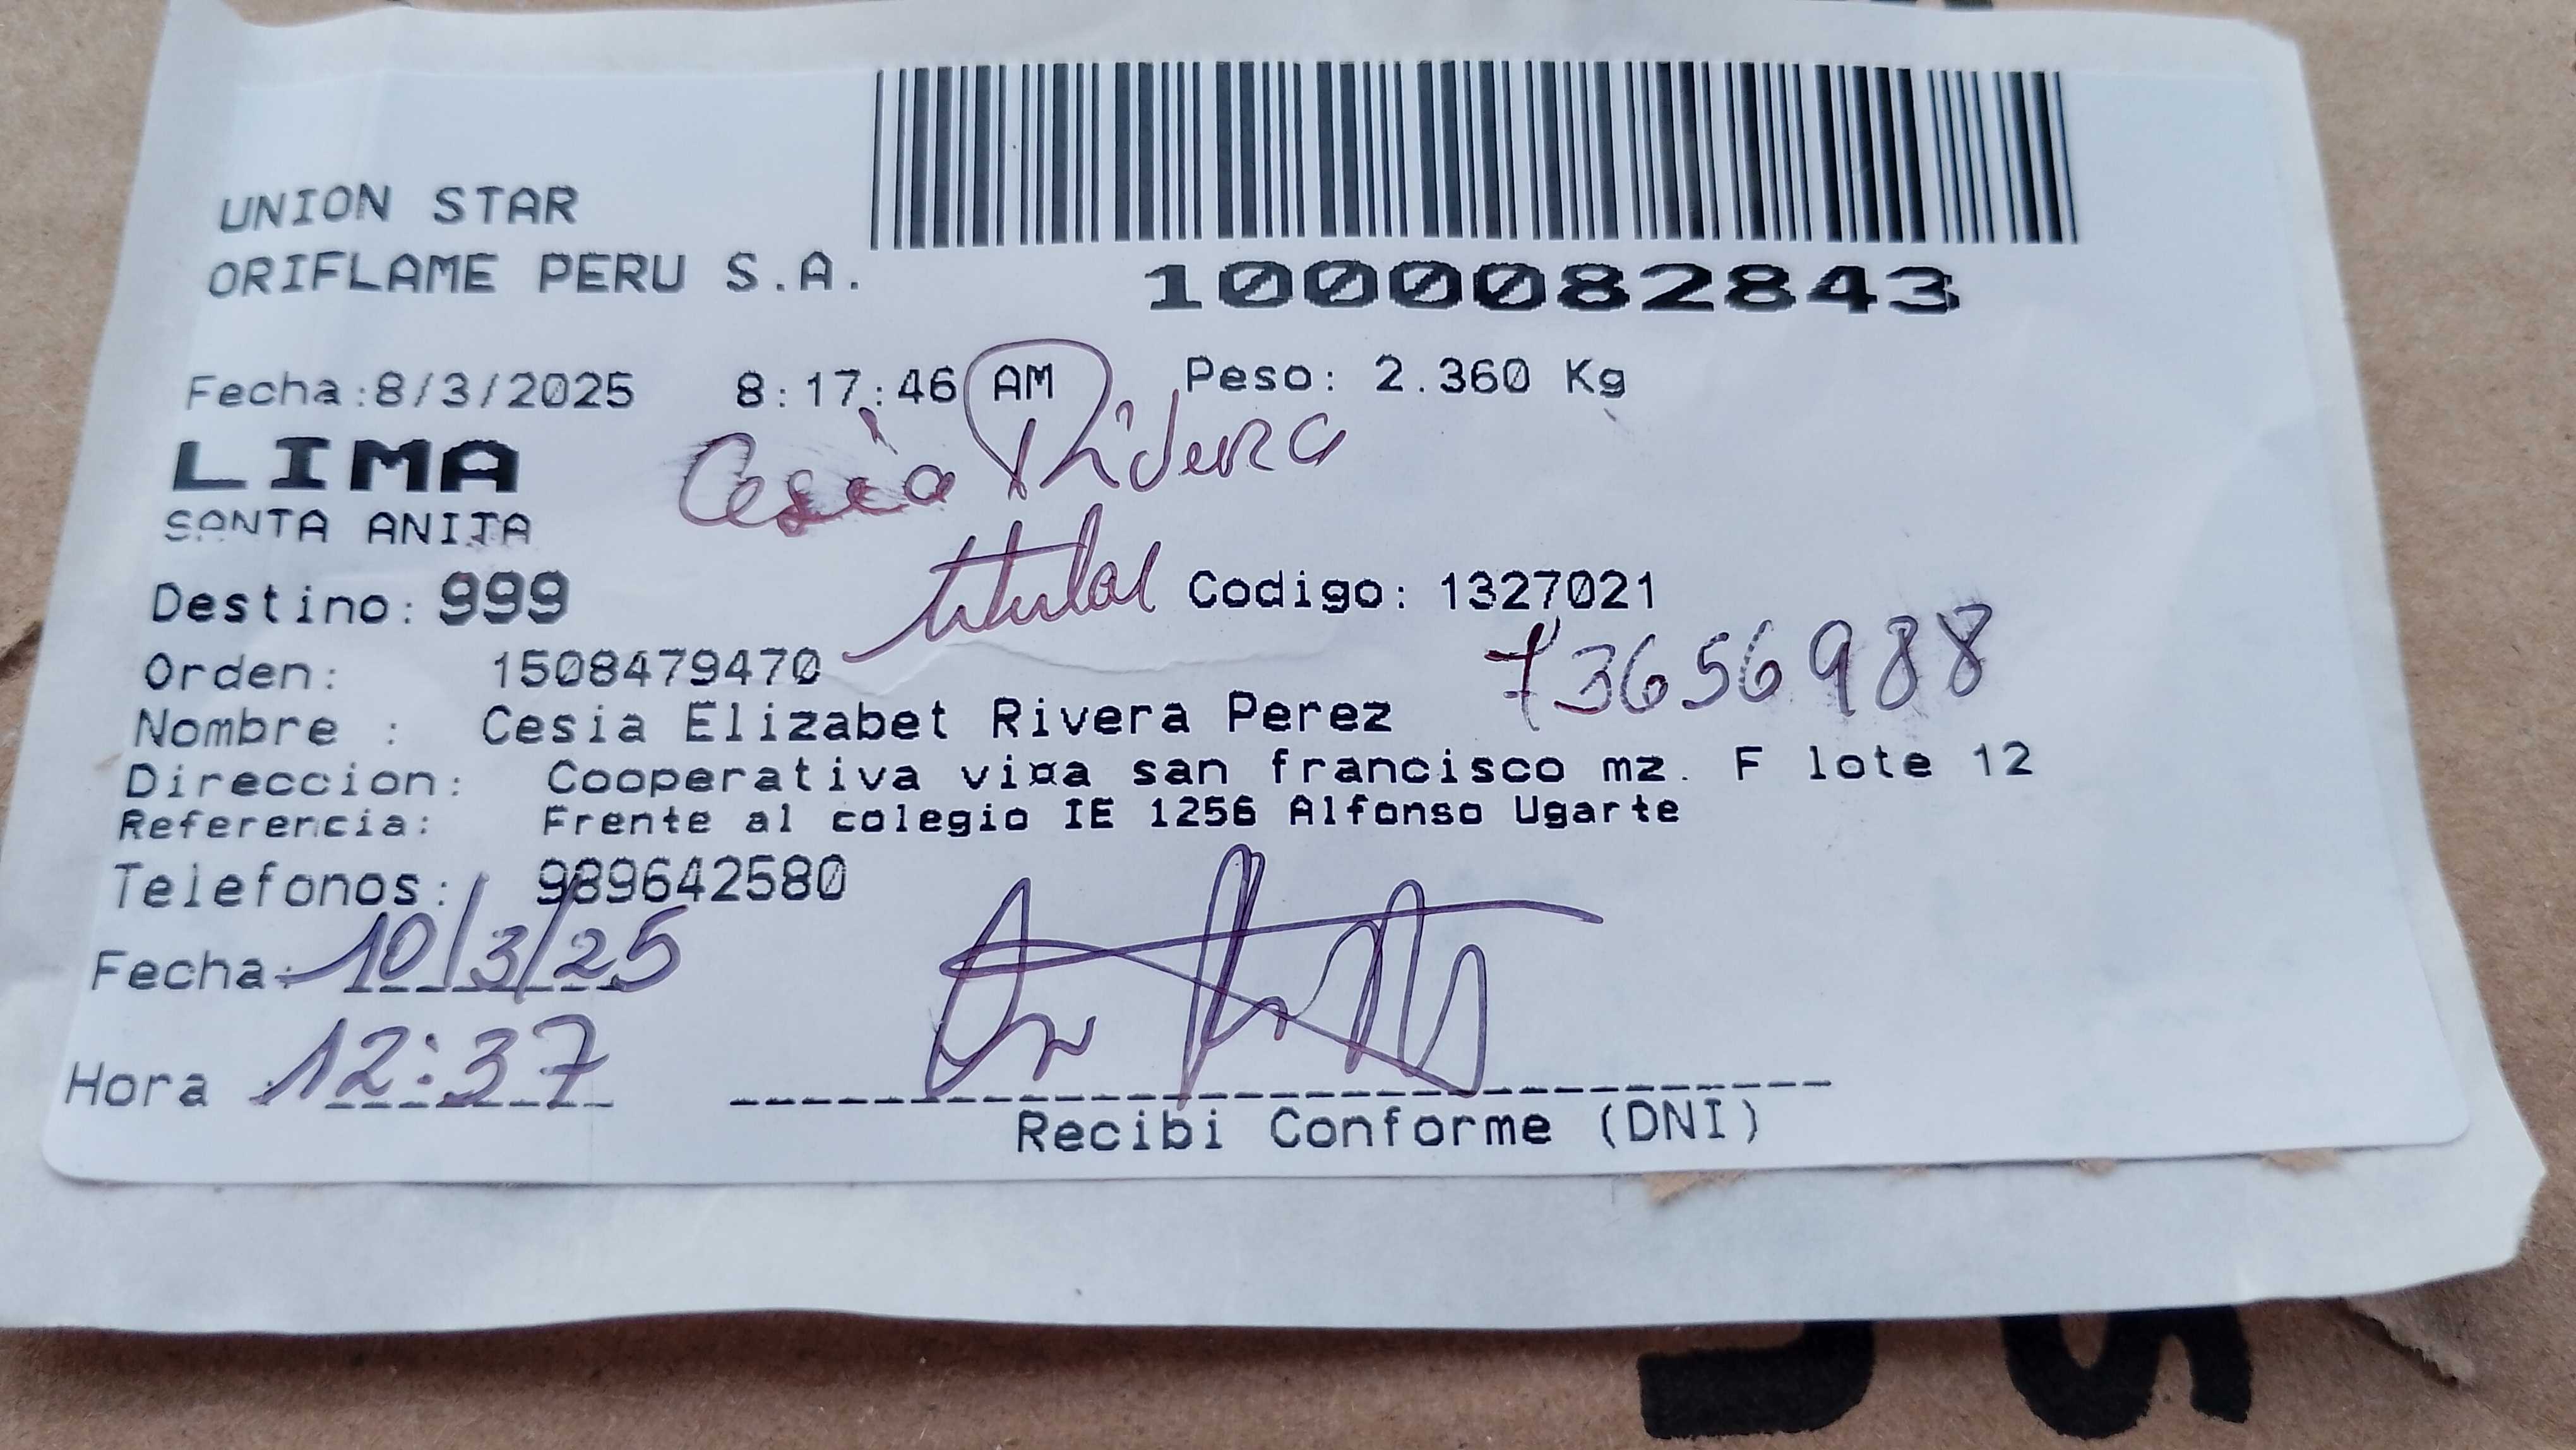 UNION STAR
ORIFLAME PERU S.A.
1000082843
Fecha:8/3/2025 8:17:46 AM Peso: 2.360 Kg
LIMA
Cesia Rivera
SANTA ANITA
titular
Destino: 999 Codigo: 1327021
Orden: 1508479470
73656988
Nombre : Cesia Elizabet Rivera Perez
Direccion: Cooperativa viña san francisco mz. F lote 12
Referencia: Frente al colegio IE 1256 Alfonso Ugarte
Telefonos: 989642580
Fecha: 10/3/25
Hora 12:37
Recibi Conforme (DNI)